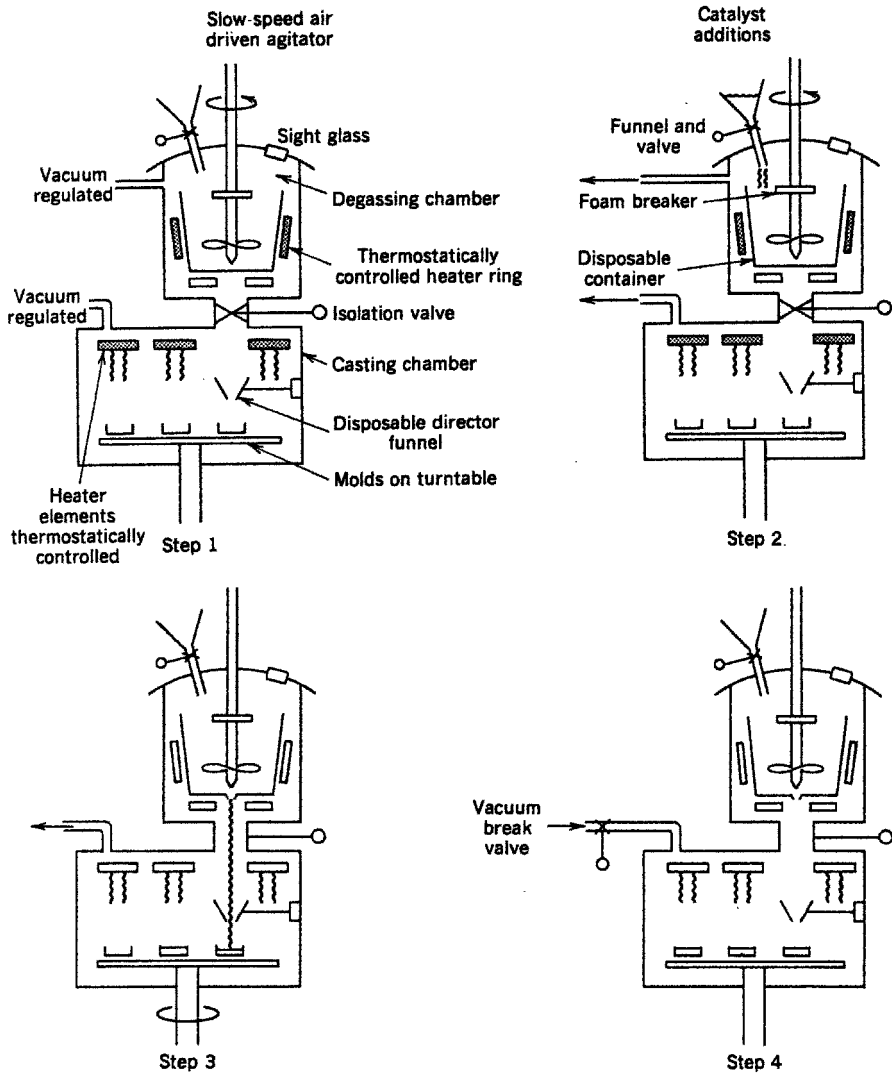 Slow-speed air
driven agitator
Sight glass
Vacuum
regulated
Degassing chamber
Thermostatically
controlled heater ring
Vacuum
regulated
Isolation valve
Casting chamber
Disposable director
funnel
Molds on turntable
Heater
elements
thermostatically
controlled
Step 1
Catalyst
additions
Funnel and
valve
Foam breaker
Disposable
container
Step 2.
Step 3
Vacuum
break
valve
Step 4